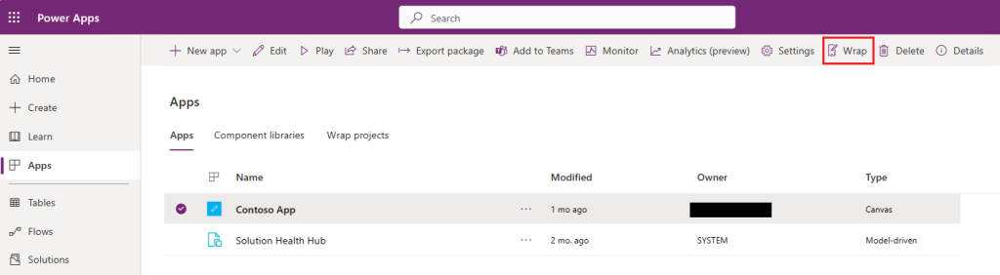 Power Apps
Search
New app Edit Play Share Export package Add to Teams Monitor Analytics (preview) Settings Wrap Delete Details
Home
Create
Learn
Apps
Tables
Flows
Solutions
Apps
Apps Component libraries Wrap projects
Name Modified Owner Type
Contoso App ... 1 mo ago Canvas
Solution Health Hub ... 2 mo. ago SYSTEM Model-driven